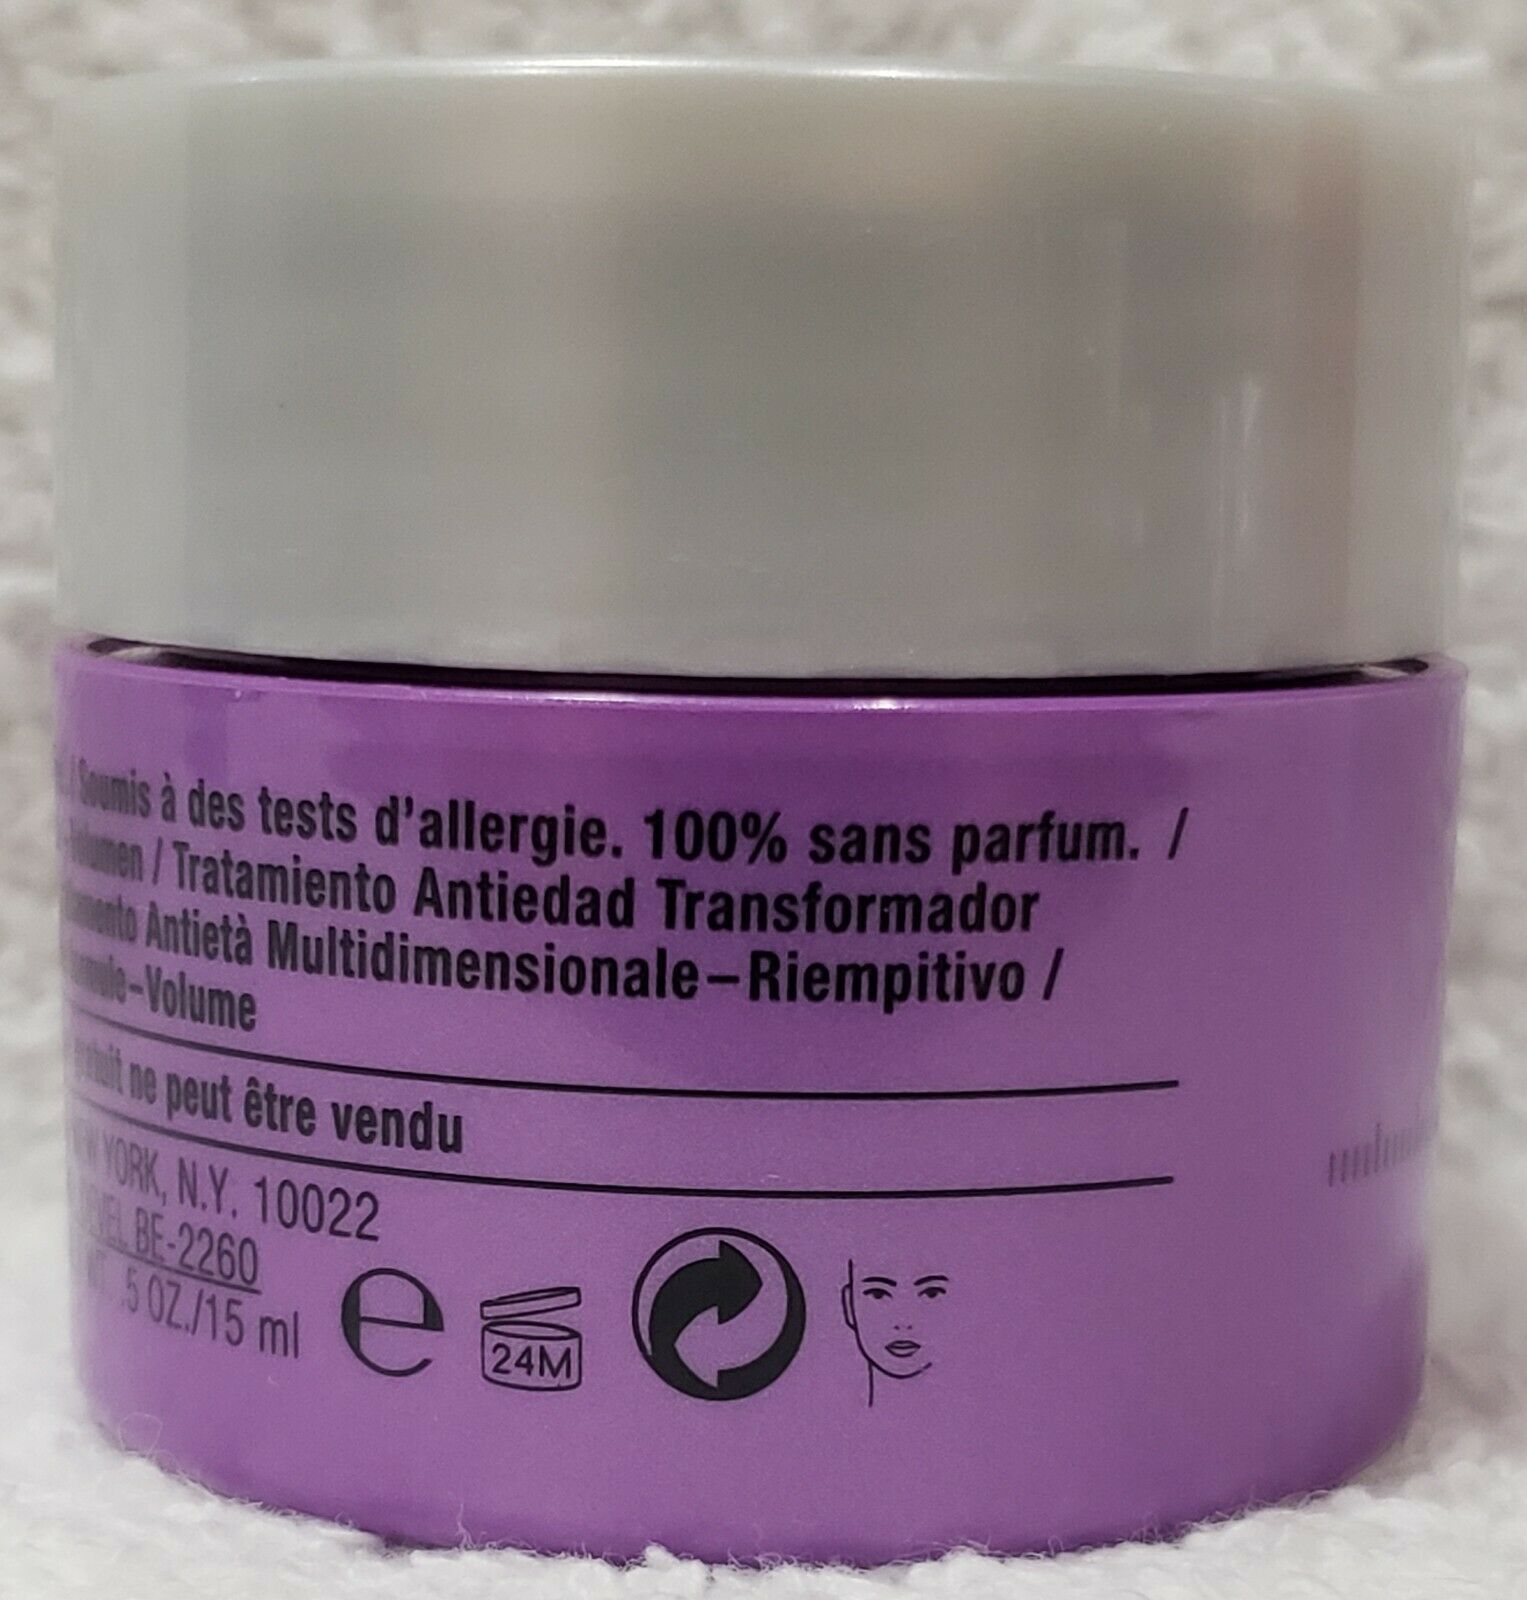 / Soumis à des tests d'allergie. 100% sans parfum. /
/ Tratamiento Antiedad Transformador
Antietà Multidimensionale–Riempitivo /
–Volume
ne peut être vendu
YORK, N.Y. 10022
BE-2260
.5 OZ./15 ml
e
24M